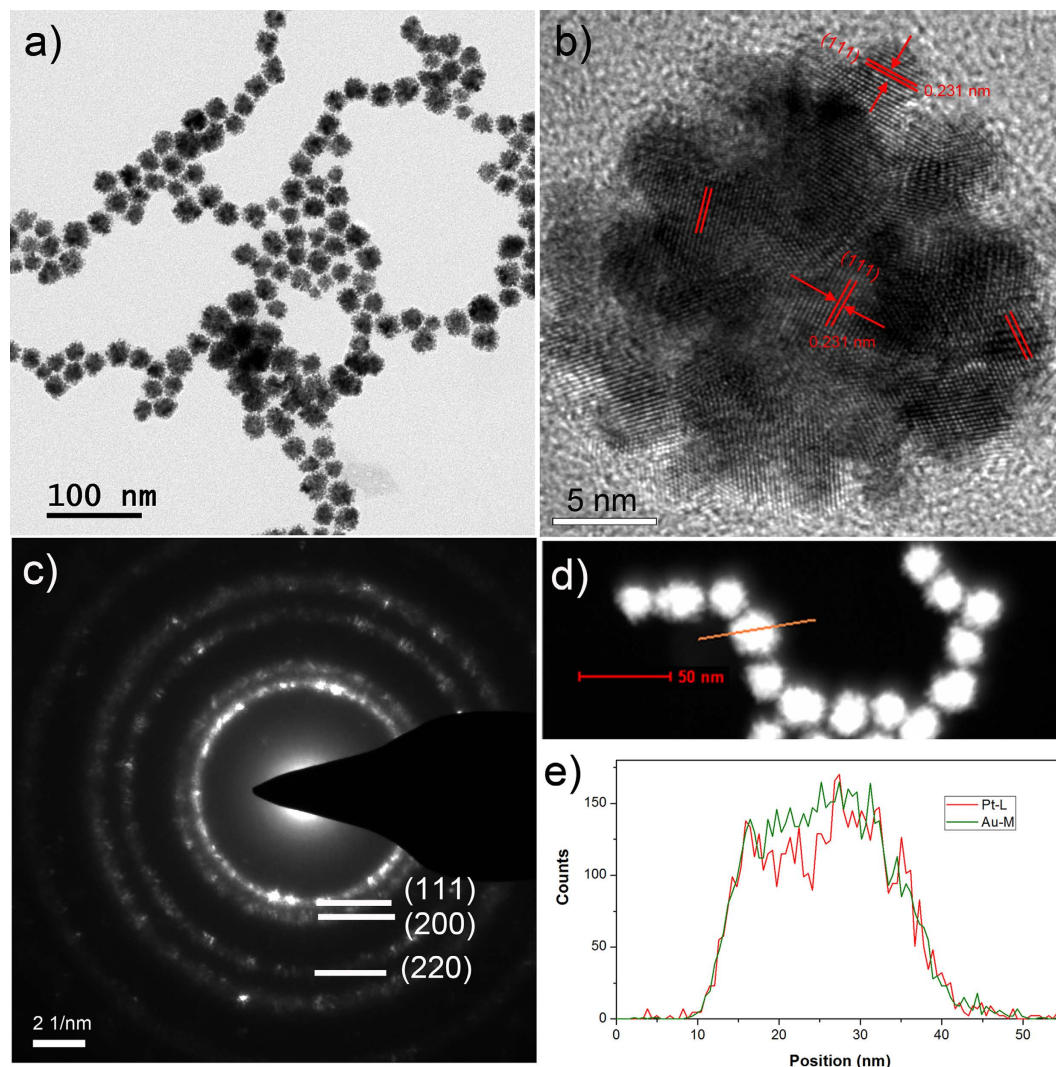 a)
100 nm
b)
(111)
0.231 nm
(111)
0.231 nm
5 nm
c)
(111)
(200)
(220)
2 1/nm
d)
50 nm
e)
Pt-L
Au-M
Counts
150
100
50
0
0 10 20 30 40 50
Position (nm)